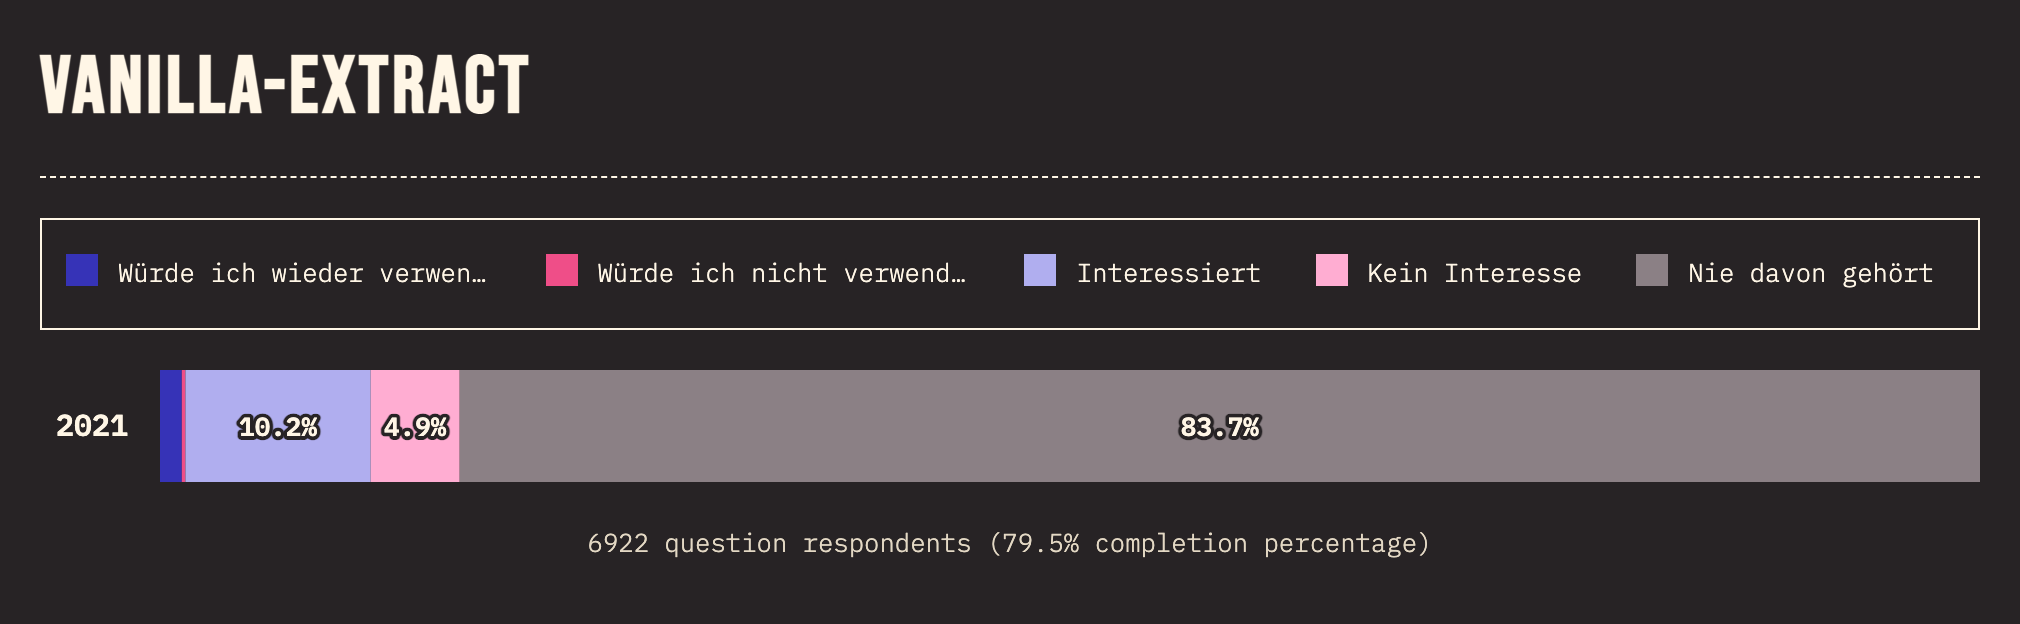 VANILLA-EXTRACT
Würde ich wieder verwen… Würde ich nicht verwend… Interessiert Kein Interesse Nie davon gehört
2021 10.2% 4.9% 83.7%
6922 question respondents (79.5% completion percentage)